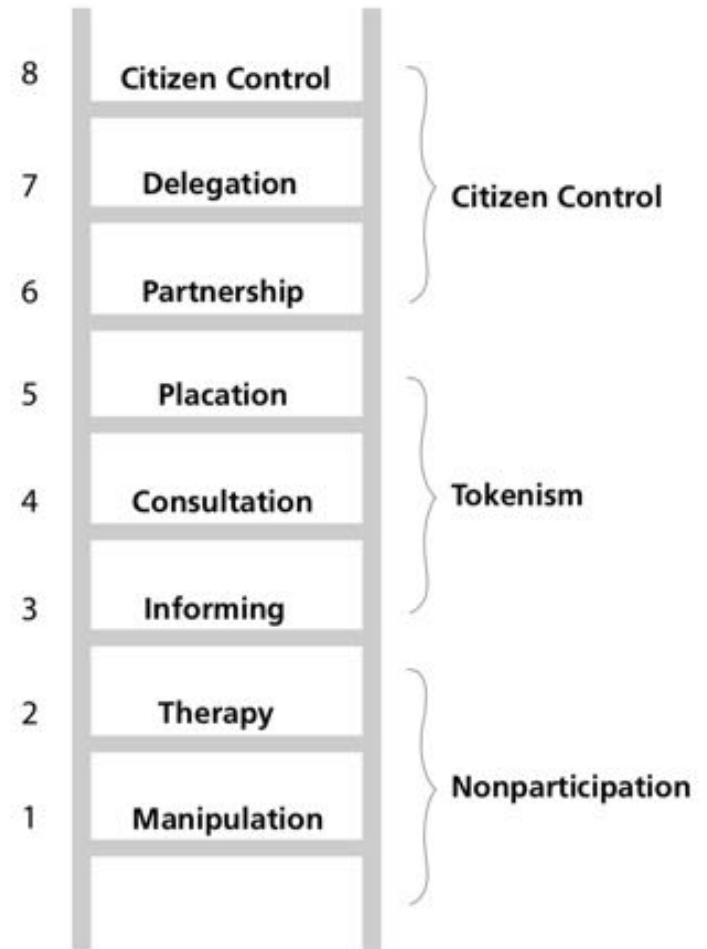 8 Citizen Control
7 Delegation
Citizen Control
6 Partnership
5 Placation
4 Consultation
Tokenism
3 Informing
2 Therapy
Nonparticipation
1 Manipulation